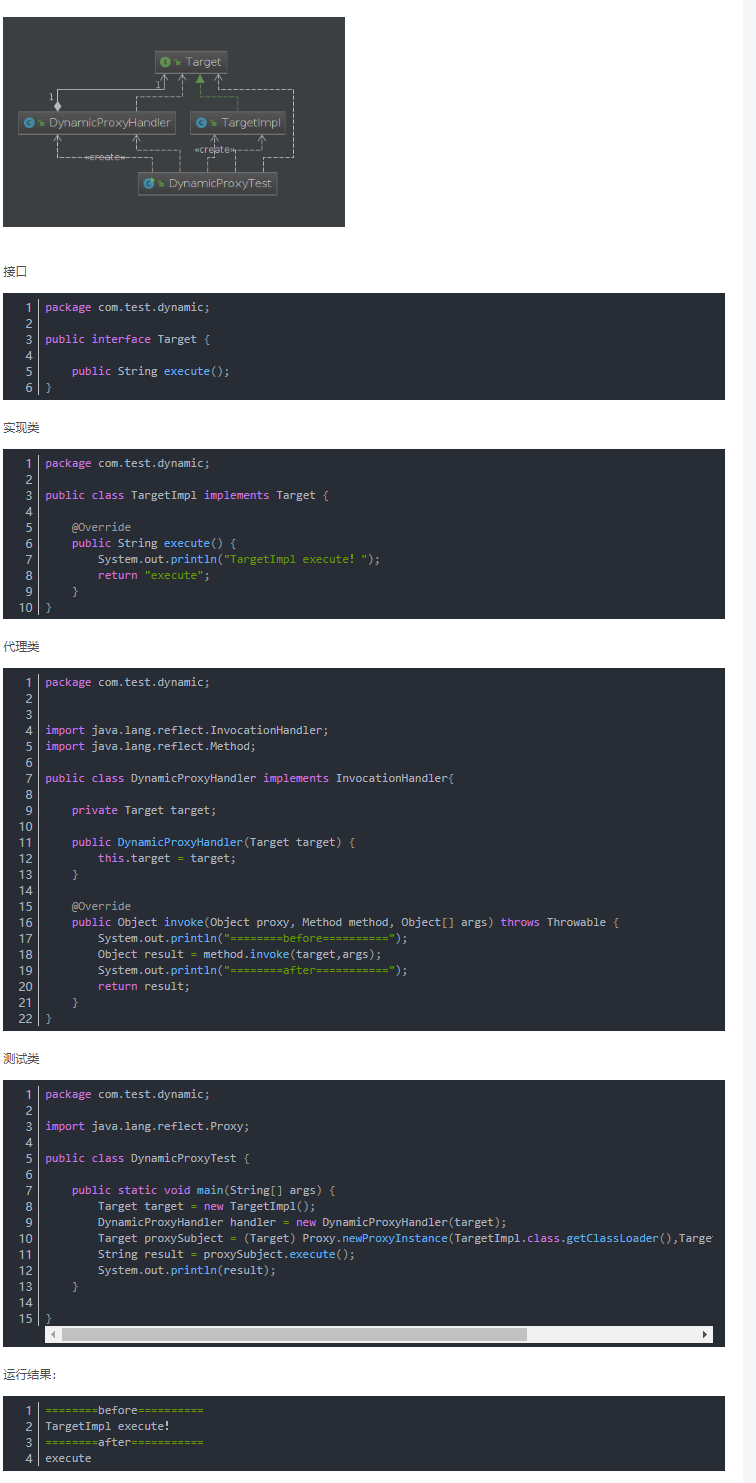 Target
1
1
DynamicProxyHandler
TargetImpl
«create»
«create»
DynamicProxyTest
接口
1 package com.test.dynamic;
2
3 public interface Target {
4
5     public String execute();
6 }
实现类
1 package com.test.dynamic;
2
3 public class TargetImpl implements Target {
4
5     @Override
6     public String execute() {
7         System.out.println("TargetImpl execute! ");
8         return "execute";
9     }
10 }
代理类
1 package com.test.dynamic;
2
3
4 import java.lang.reflect.InvocationHandler;
5 import java.lang.reflect.Method;
6
7 public class DynamicProxyHandler implements InvocationHandler{
8
9     private Target target;
10
11     public DynamicProxyHandler(Target target) {
12         this.target = target;
13     }
14
15     @Override
16     public Object invoke(Object proxy, Method method, Object[] args) throws Throwable {
17         System.out.println("========before==========");
18         Object result = method.invoke(target,args);
19         System.out.println("========after===========");
20         return result;
21     }
22 }
测试类
1 package com.test.dynamic;
2
3 import java.lang.reflect.Proxy;
4
5 public class DynamicProxyTest {
6
7     public static void main(String[] args) {
8         Target target = new TargetImpl();
9         DynamicProxyHandler handler = new DynamicProxyHandler(target);
10         Target proxySubject = (Target) Proxy.newProxyInstance(TargetImpl.class.getClassLoader(),Targe
11         String result = proxySubject.execute();
12         System.out.println(result);
13     }
14
15 }
运行结果:
1 ========before==========
2 TargetImpl execute!
3 ========after===========
4 execute